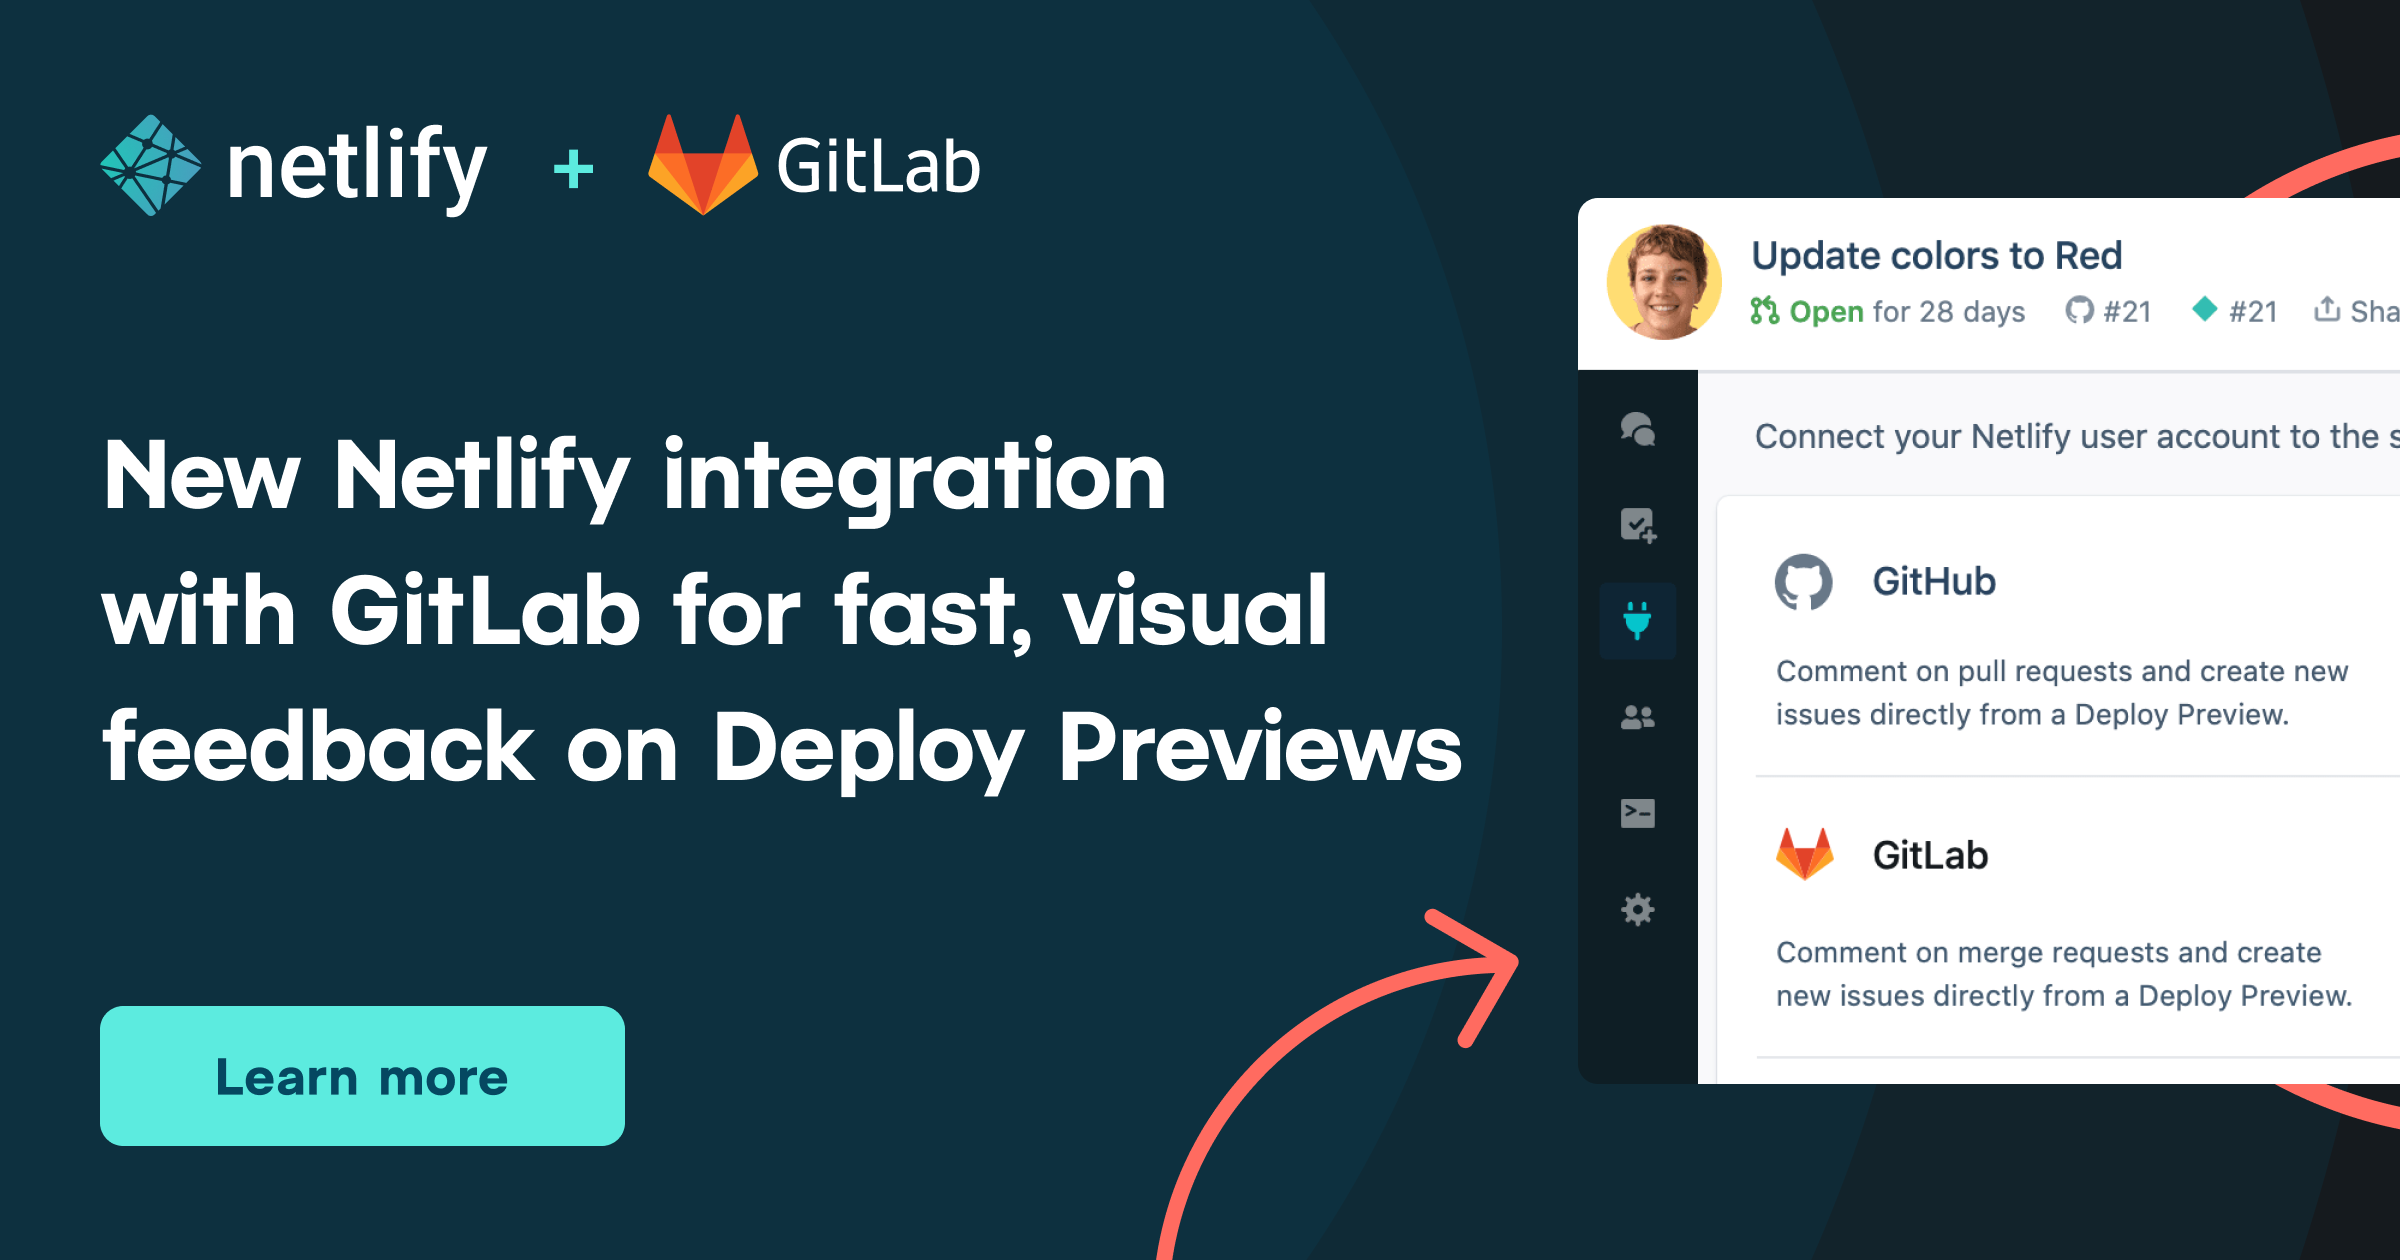 netlify + GitLab
New Netlify integration
with GitLab for fast, visual
feedback on Deploy Previews
Learn more
Update colors to Red
Open for 28 days #21 #21 Sha
Connect your Netlify user account to the s
GitHub
Comment on pull requests and create new
issues directly from a Deploy Preview.
GitLab
Comment on merge requests and create
new issues directly from a Deploy Preview.